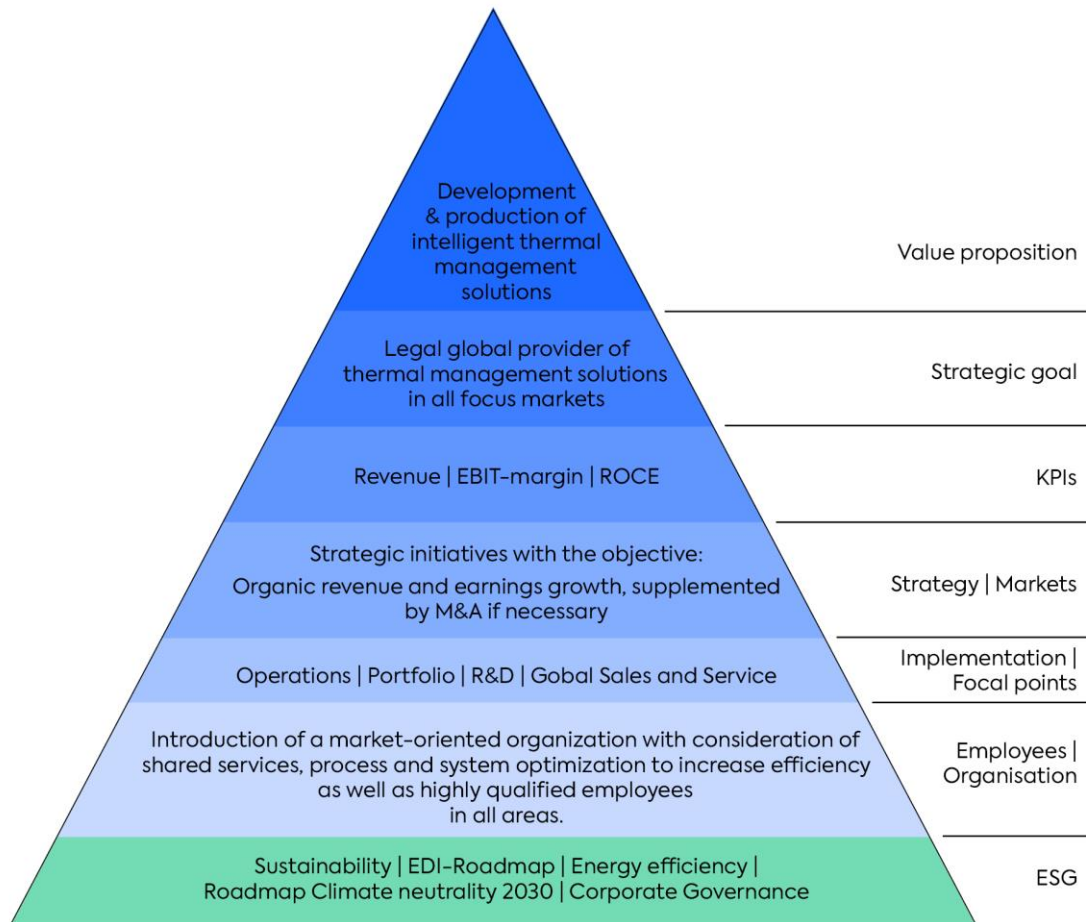 Development
& production of
intelligent thermal
management
solutions
Value proposition
Legal global provider of
thermal management solutions
in all focus markets
Strategic goal
Revenue | EBIT-margin | ROCE
KPIs
Strategic initiatives with the objective:
Organic revenue and earnings growth, supplemented
by M&A if necessary
Strategy | Markets
Operations | Portfolio | R&D | Gobal Sales and Service
Implementation |
Focal points
Introduction of a market-oriented organization with consideration of
shared services, process and system optimization to increase efficiency
as well as highly qualified employees
in all areas.
Employees |
Organisation
Sustainability | EDI-Roadmap | Energy efficiency |
Roadmap Climate neutrality 2030 | Corporate Governance
ESG